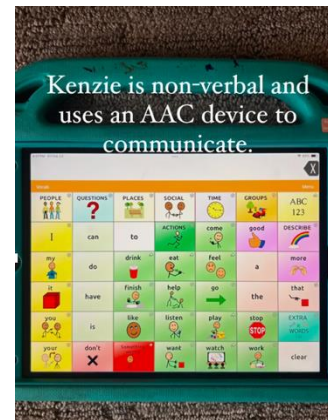 Kenzie is non-verbal and
uses an AAC device to
communicate.
X
PEOPLE QUESTIONS PLACES SOCIAL TIME GROUPS ABC 123
I can to ACTIONS come good DESCRIBE
my do drink eat feel a more
it have finish help go the that
you is like listen play stop EXTRA WORDS
your don't want watch work clear
STOP